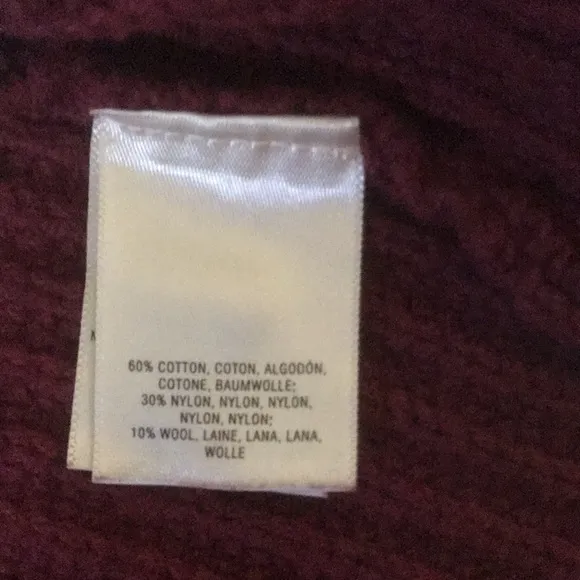 60% COTTON, COTON, ALGODÓN,
COTONE, BAUMWOLLE;
30% NYLON, NYLON, NYLON,
NYLON, NYLON;
10% WOOL, LAINE, LANA, LANA,
WOLLE